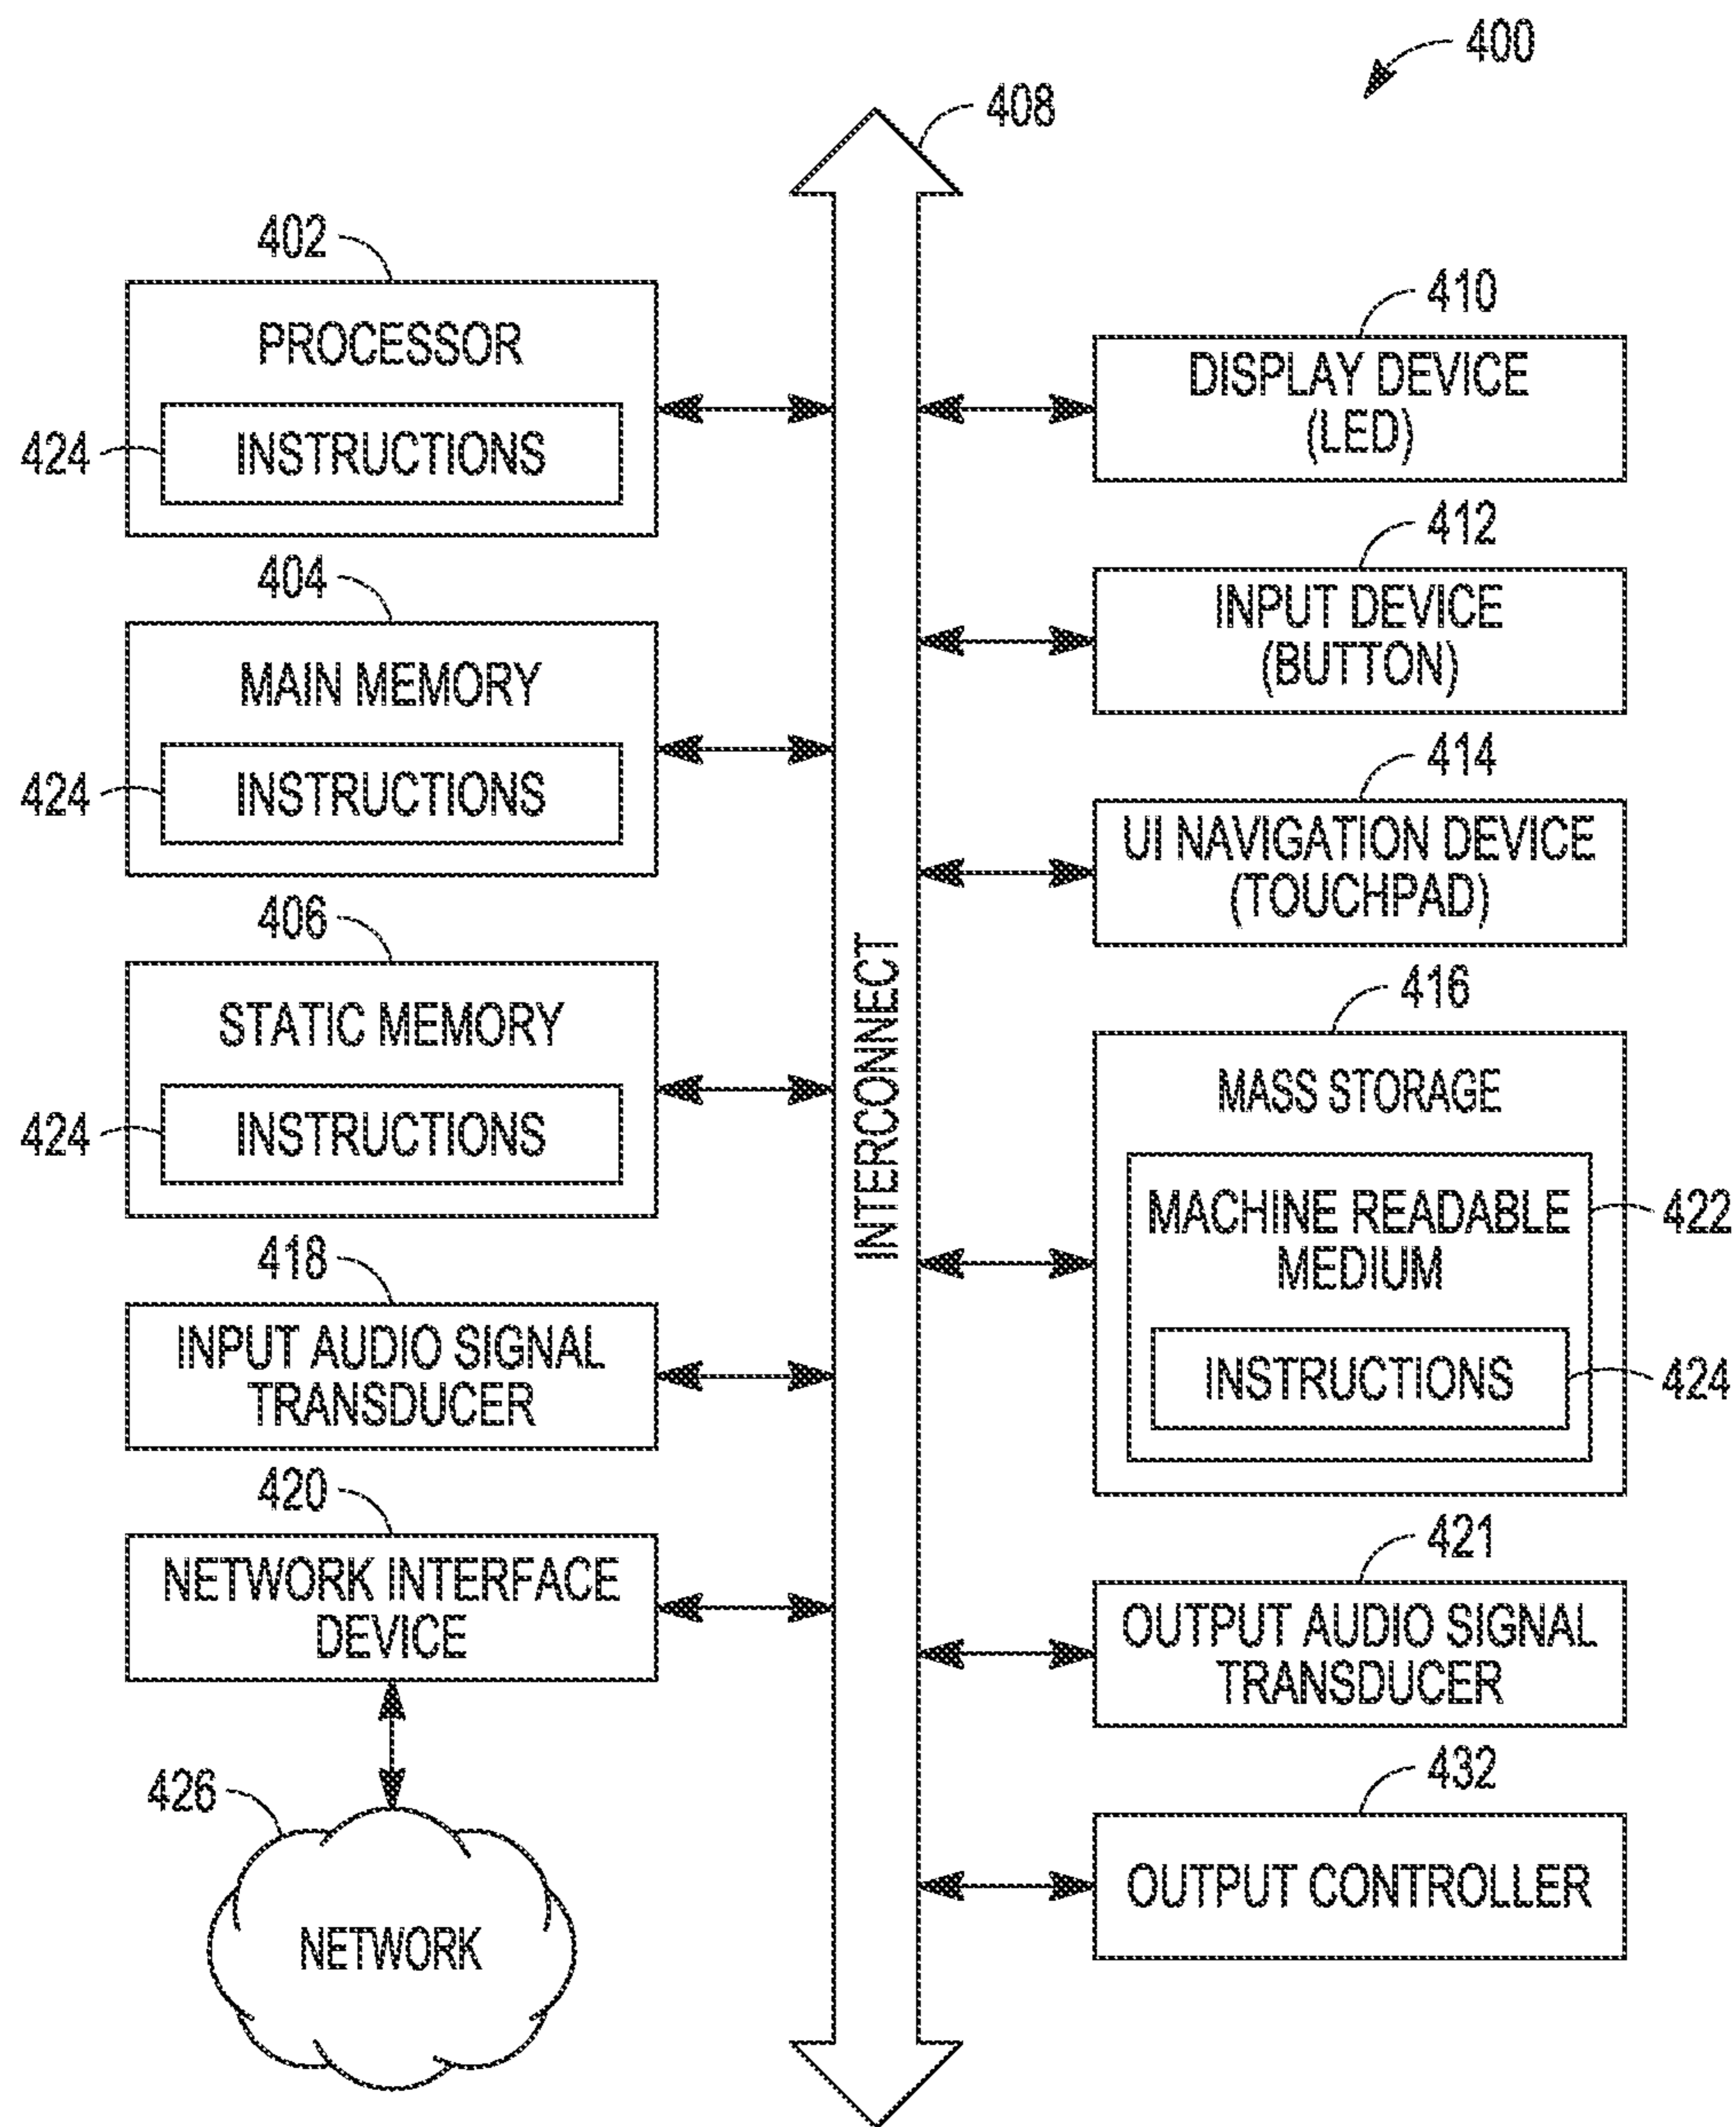 400
408
402
PROCESSOR
424
INSTRUCTIONS
404
MAIN MEMORY
424
INSTRUCTIONS
406
STATIC MEMORY
424
INSTRUCTIONS
418
INPUT AUDIO SIGNAL
TRANSDUCER
420
NETWORK INTERFACE
DEVICE
426
NETWORK
INTERCONNECT
410
DISPLAY DEVICE
(LED)
412
INPUT DEVICE
(BUTTON)
414
UI NAVIGATION DEVICE
(TOUCHPAD)
416
MASS STORAGE
MACHINE READABLE
MEDIUM
422
INSTRUCTIONS
424
421
OUTPUT AUDIO SIGNAL
TRANSDUCER
432
OUTPUT CONTROLLER